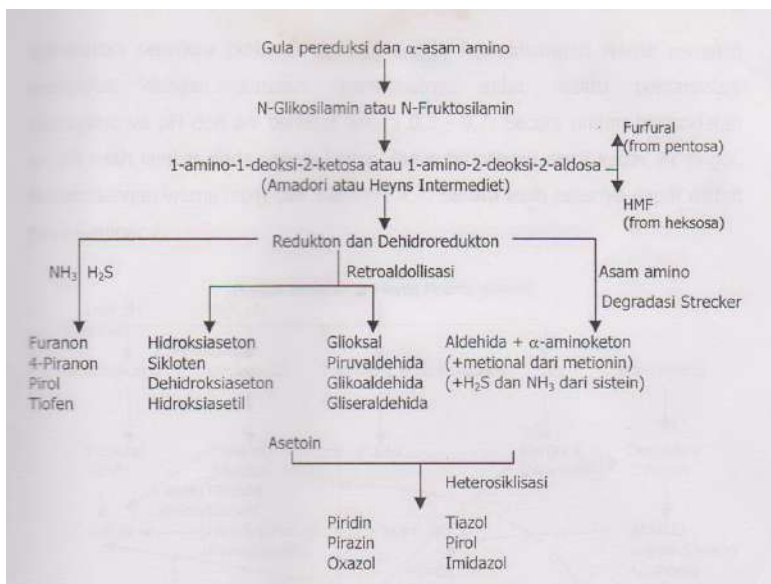 Gula pereduksi dan α-asam amino
N-Glikosilamin atau N-Fruktosilamin
Furfural
(from pentosa)
1-amino-1-deoksi-2-ketosa atau 1-amino-2-deoksi-2-aldosa
(Amadori atau Heyns Intermediet)
HMF
(from heksosa)
Redukton dan Dehidroredukton
NH₃ H₂S
Retroaldollisasi
Asam amino
Degradasi Strecker
Furanon
4-Piranon
Pirol
Tiofen
Hidroksiaseton
Sikloten
Dehidroksiaseton
Hidroksiasetil
Glioksal
Piruvaldehida
Glikoaldehida
Gliseraldehida
Aldehida + α-aminoketon
(+metional dari metionin)
(+H₂S dan NH₃ dari sistein)
Asetoin
Heterosiklisasi
Piridin
Pirazin
Oxazol
Tiazol
Pirol
Imidazol